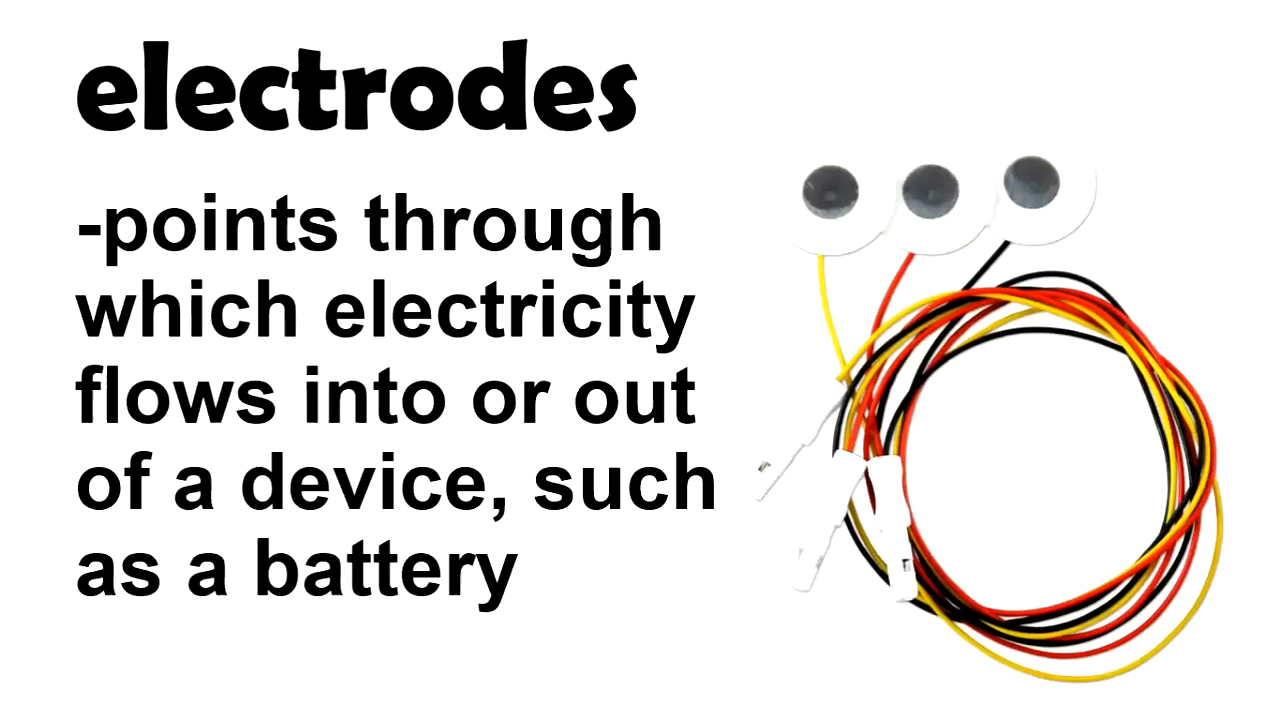 electrodes
-points through
which electricity
flows into or out
of a device, such
as a battery